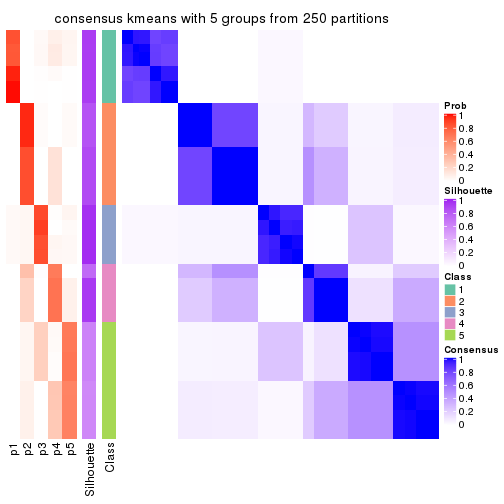 consensus kmeans with 5 groups from 250 partitions
Prob
1
0.8
0.6
0.4
0.2
0
Silhouette
1
0.8
0.6
0.4
0.2
0
Class
1
2
3
4
5
Consensus
1
0.8
0.6
0.4
0.2
0
p1
p2
p3
p4
p5
Silhouette
Class